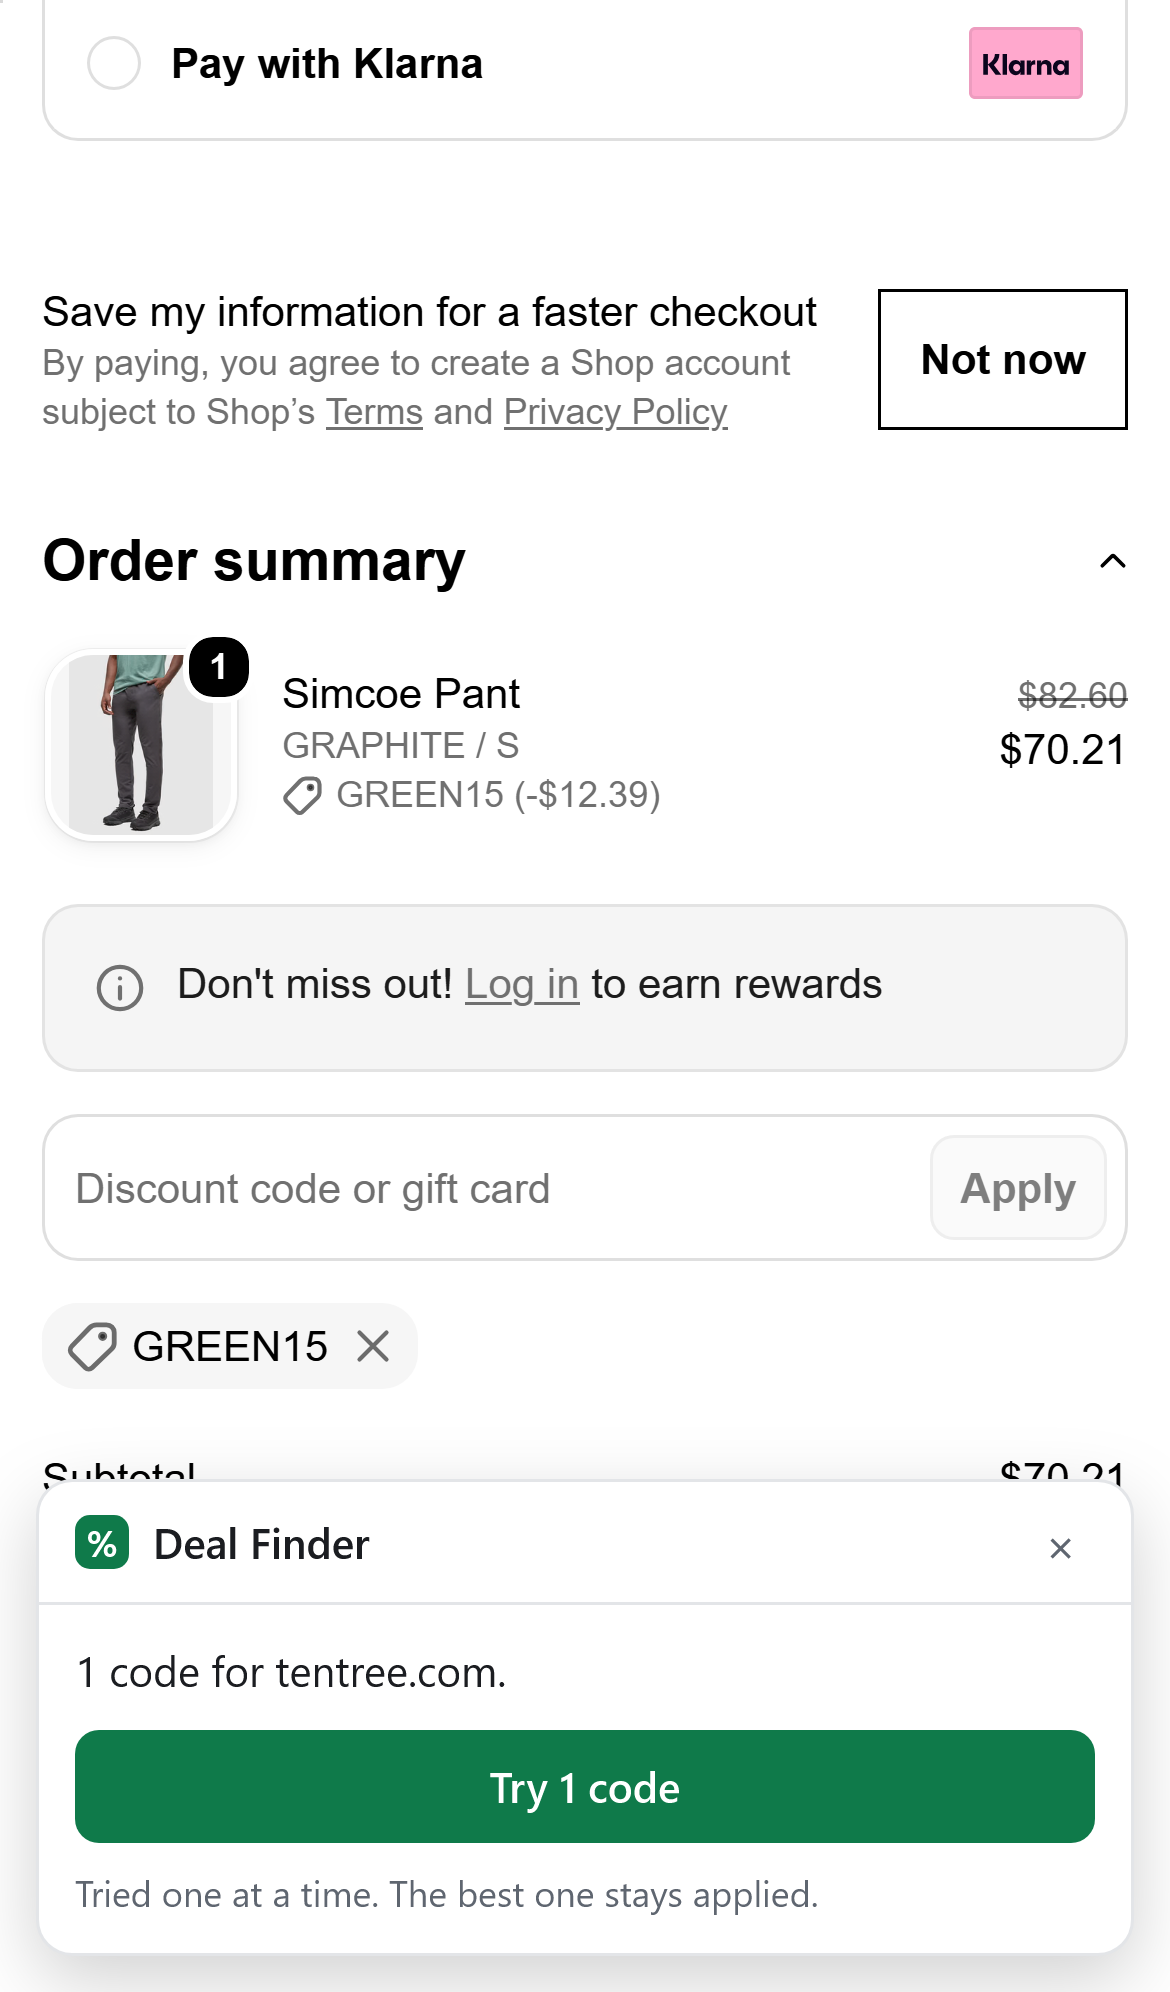 Pay with Klarna
Klarna
Save my information for a faster checkout
By paying, you agree to create a Shop account
subject to Shop’s Terms and Privacy Policy
Not now
Order summary
1
Simcoe Pant
$82.60
GRAPHITE / S
$70.21
GREEN15 (-$12.39)
Don't miss out! Log in to earn rewards
Discount code or gift card
Apply
GREEN15
Subtotal
$70.21
% Deal Finder
1 code for tentree.com.
Try 1 code
Tried one at a time. The best one stays applied.